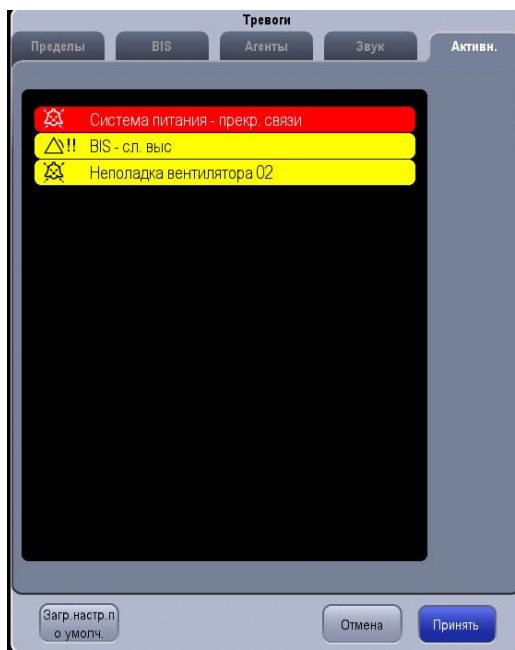 Тревоги
Пределы BIS Агенты Звук Активн.
Система питания - прекр. связи
!! BIS - сл. выс
Неполадка вентилятора 02
Загр.настр.п
о умолч.
Отмена Принять